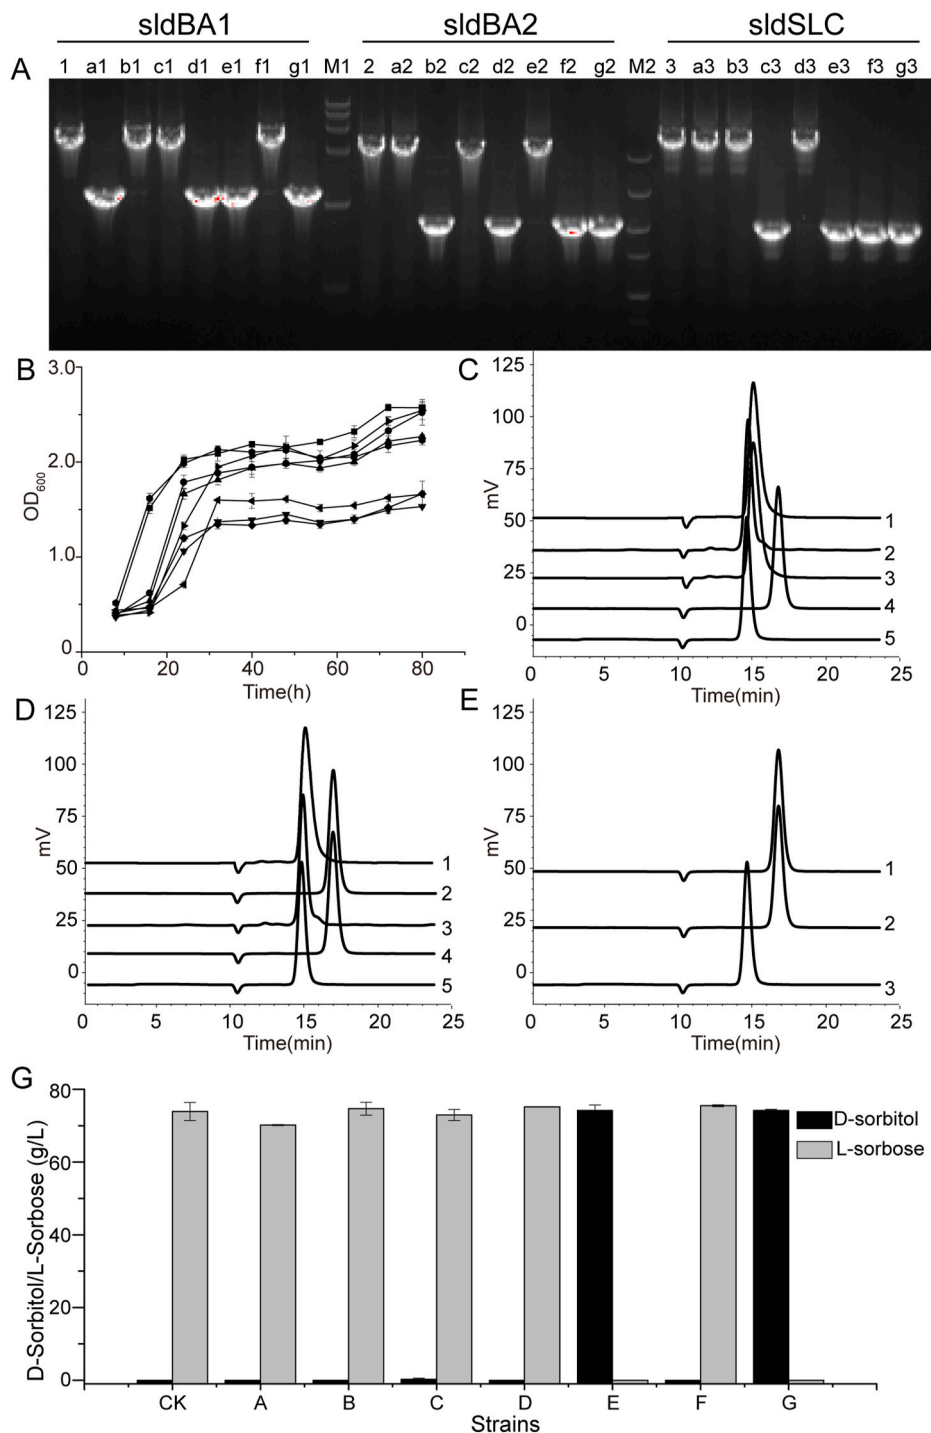 sldBA1 sldBA2 sldSLC
A
1 a1 b1 c1 d1 e1 f1 g1 M1 2 a2 b2 c2 d2 e2 f2 g2 M2 3 a3 b3 c3 d3 e3 f3 g3
B
3.0
2.0
1.0
0
OD600
0 20 40 60 80
Time(h)
C
125
100
75
50
25
0
mV
1
2
3
4
5
0 5 10 15 20 25
Time(min)
D
125
100
75
50
25
0
mV
1
2
3
4
5
0 5 10 15 20 25
Time(min)
E
125
100
75
50
25
0
mV
1
2
3
0 5 10 15 20 25
Time(min)
G
80
60
40
20
0
D-Sorbitol/L-Sorbose (g/L)
D-sorbitol
L-sorbose
CK A B C D E F G
Strains